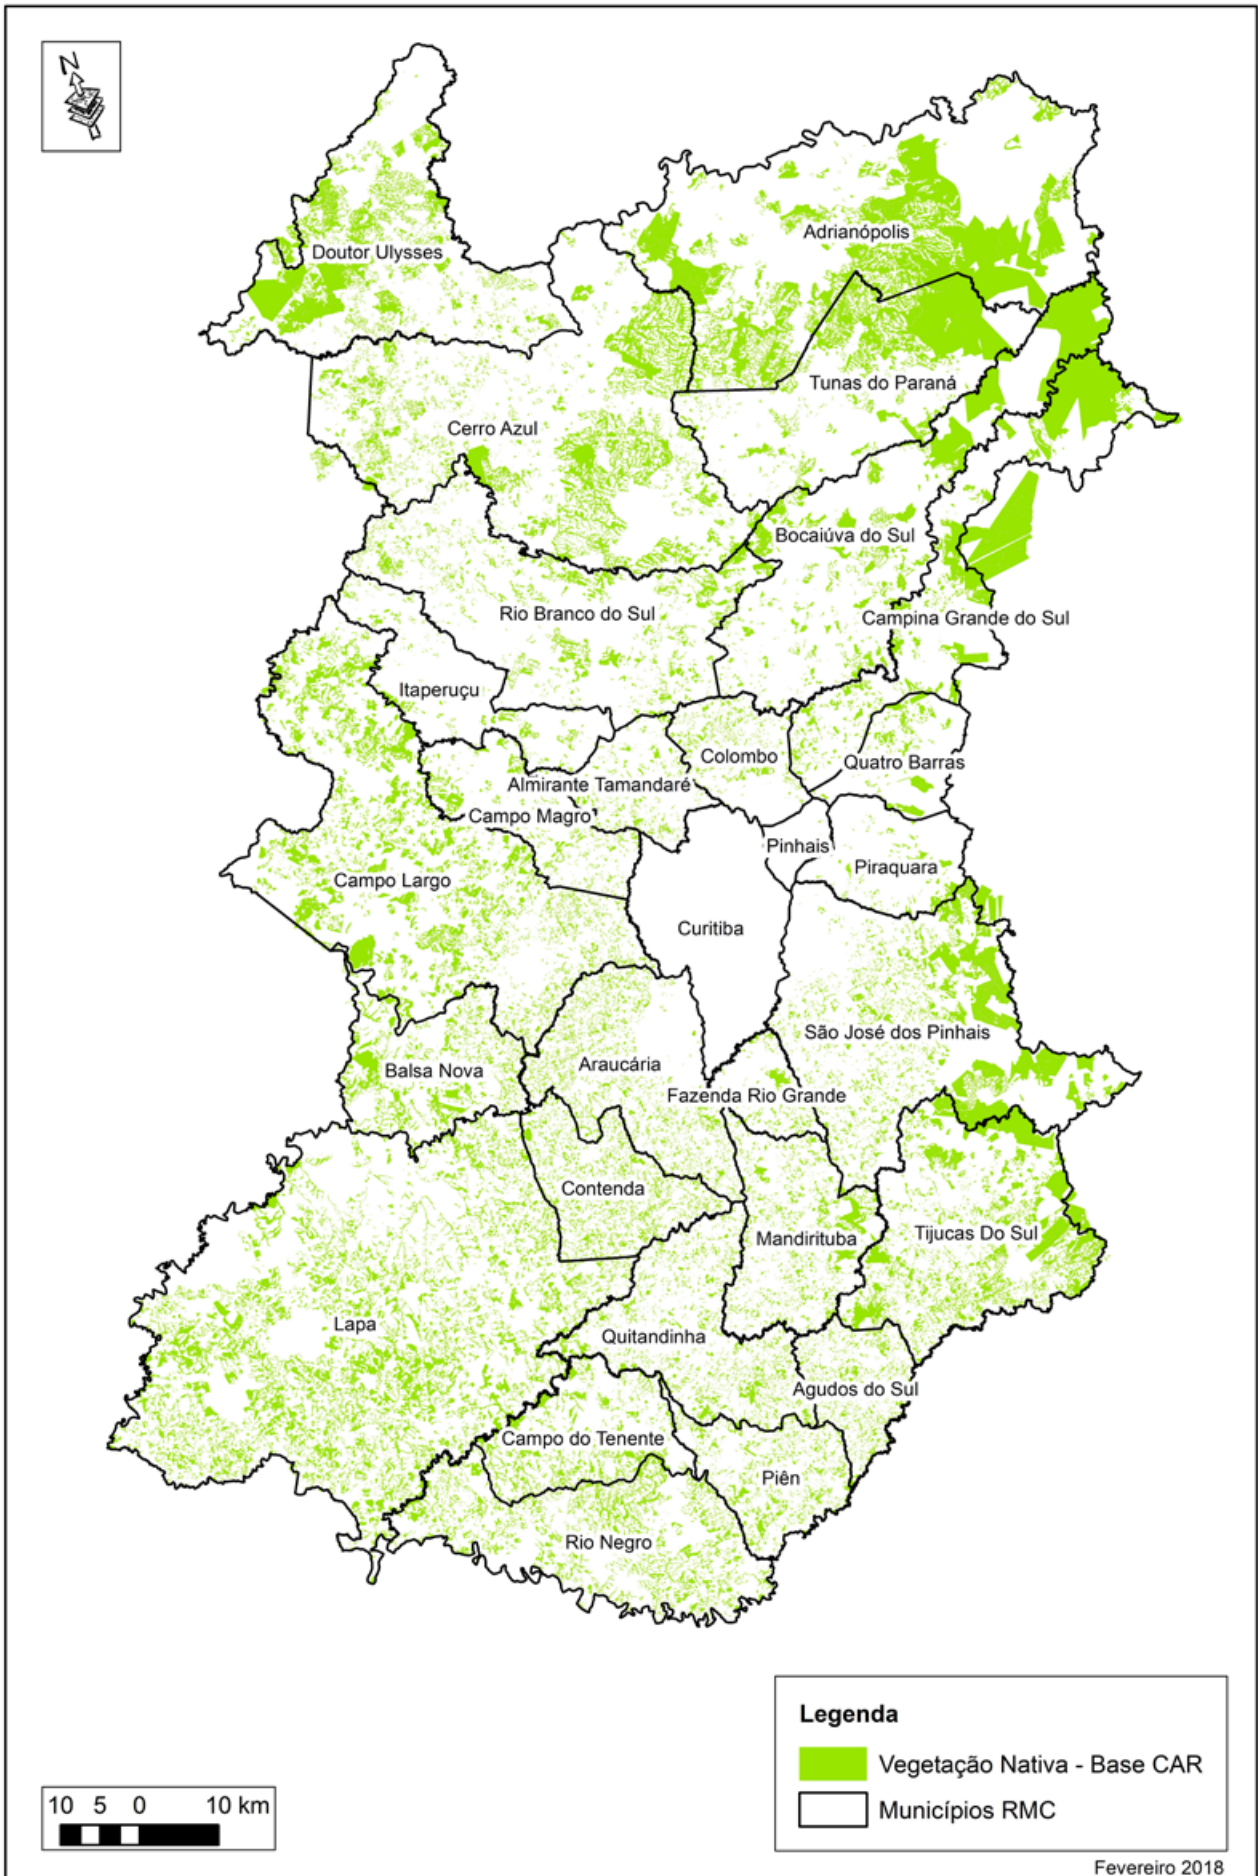 N
Doutor Ulysses
Adrianópolis
Tunas do Paraná
Cerro Azul
Bocaiúva do Sul
Rio Branco do Sul
Campina Grande do Sul
Itaperuçu
Colombo
Quatro Barras
Almirante Tamandaré
Campo Magro
Pinhais
Piraquara
Campo Largo
Curitiba
São José dos Pinhais
Balsa Nova
Araucária
Fazenda Rio Grande
Contenda
Mandirituba
Tijucas Do Sul
Lapa
Quitandinha
Agudos do Sul
Campo do Tenente
Piên
Rio Negro
Legenda
Vegetação Nativa - Base CAR
Municípios RMC
10 5 0 10 km
Fevereiro 2018